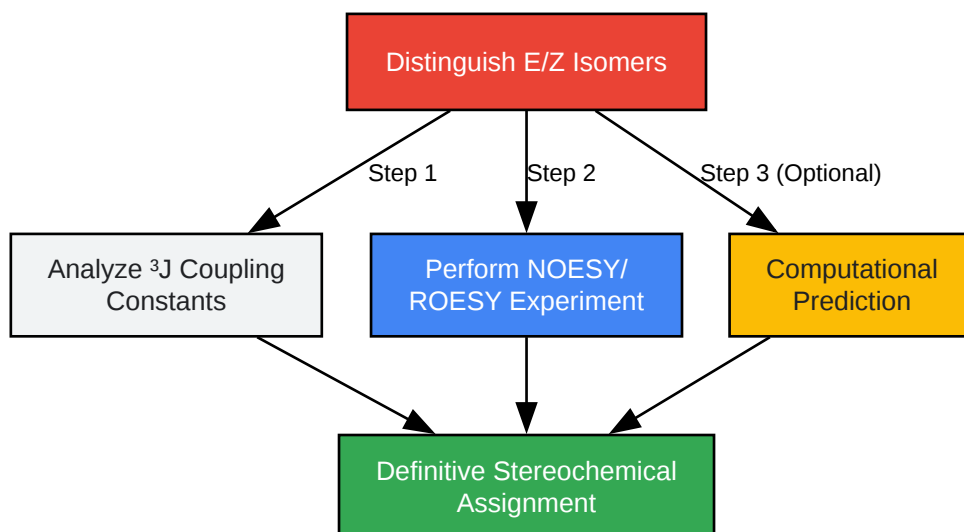 Distinguish E/Z Isomers
Step 1
Step 2
Step 3 (Optional)
Analyze ³J Coupling
Constants
Perform NOESY/
ROESY Experiment
Computational
Prediction
Definitive Stereochemical
Assignment